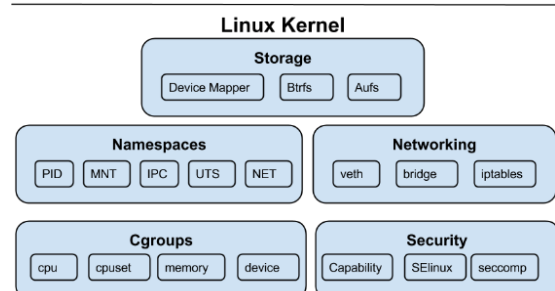 Linux Kernel
Storage
Device Mapper Btrfs Aufs
Namespaces
PID MNT IPC UTS NET
Networking
veth bridge iptables
Cgroups
cpu cpuset memory device
Security
Capability SElinux seccomp